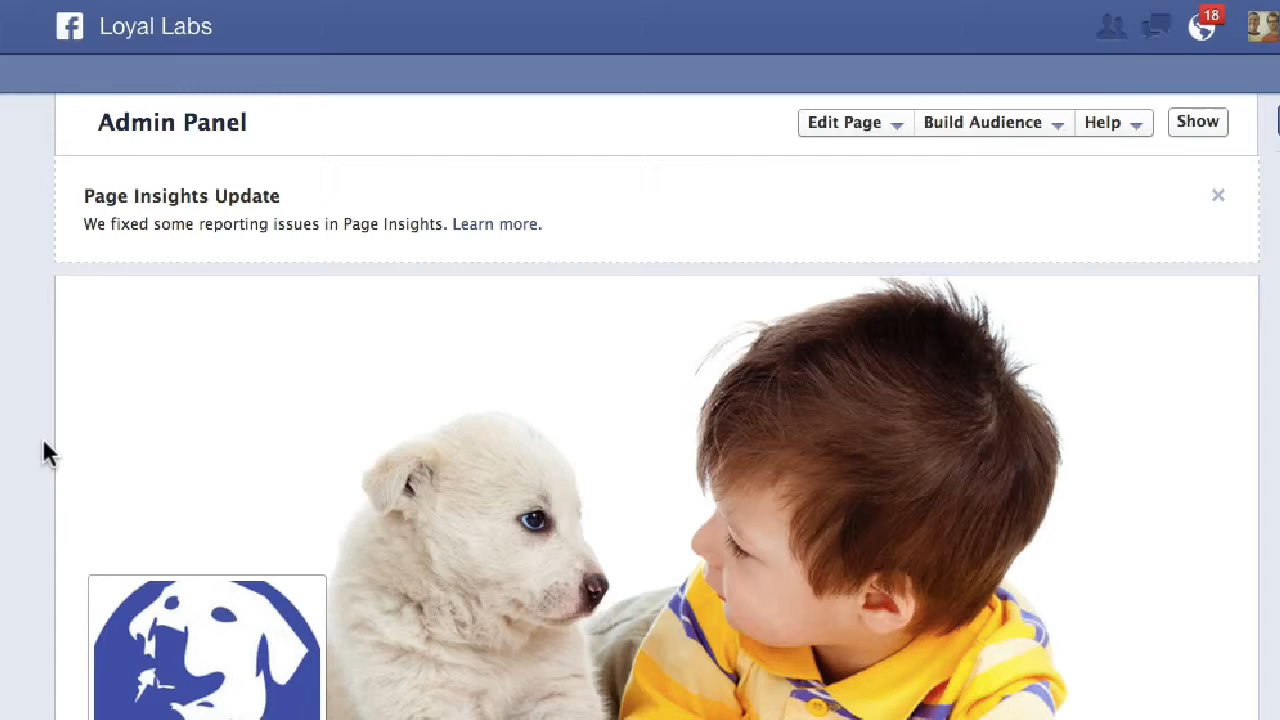 Loyal Labs
18
Admin Panel
Edit Page
Build Audience
Help
Show
Page Insights Update
We fixed some reporting issues in Page Insights. Learn more.